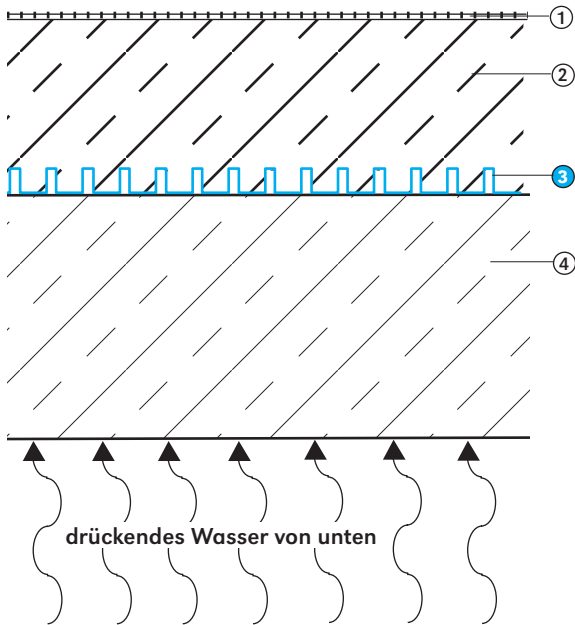 ①
②
③
④
drückendes Wasser von unten